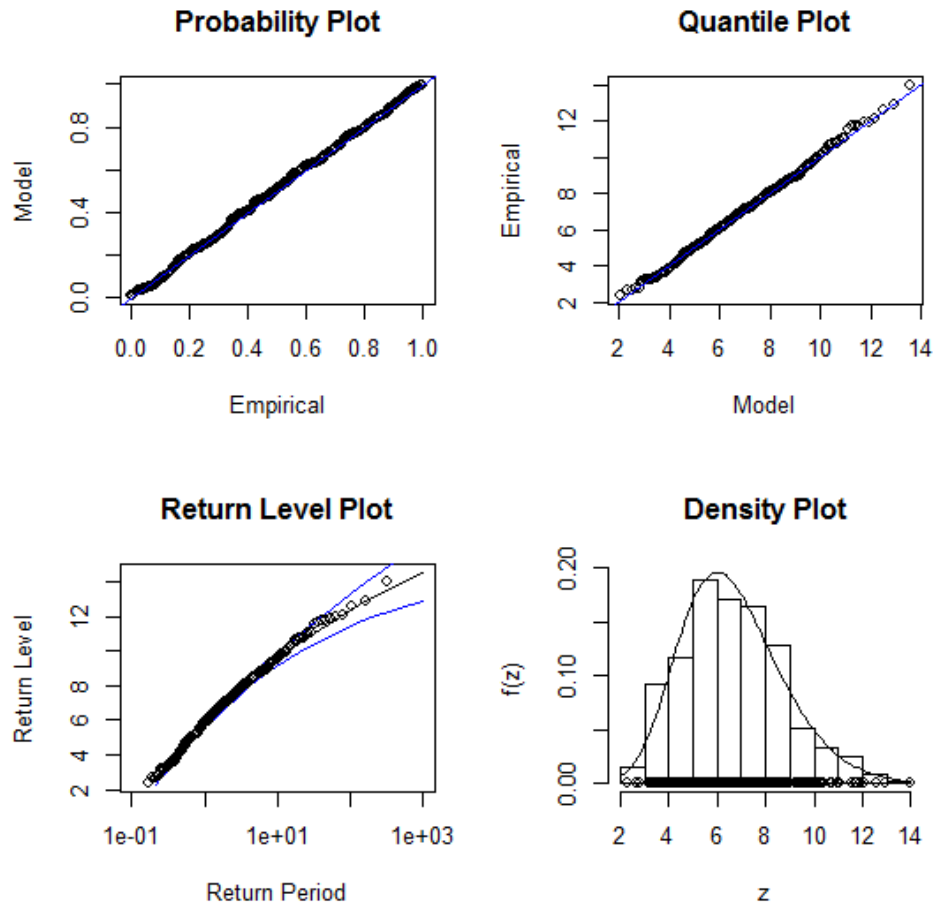 Probability Plot
Model
0.0 0.4 0.8
0.0 0.2 0.4 0.6 0.8 1.0
Empirical
Quantile Plot
Empirical
2 4 6 8 12
2 4 6 8 10 12 14
Model
Return Level Plot
Return Level
2 4 6 8 12
1e-01 1e+01 1e+03
Return Period
Density Plot
f(z)
0.00 0.10 0.20
2 4 6 8 10 12 14
z